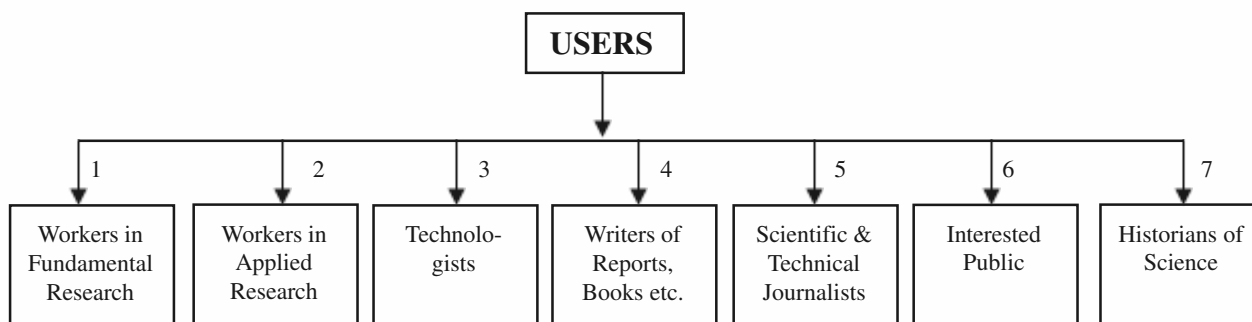 USERS
1
2
3
4
5
6
7
Workers in
Fundamental
Research
Workers in
Applied
Research
Technolo-
gists
Writers of
Reports,
Books etc.
Scientific &
Technical
Journalists
Interested
Public
Historians of
Science